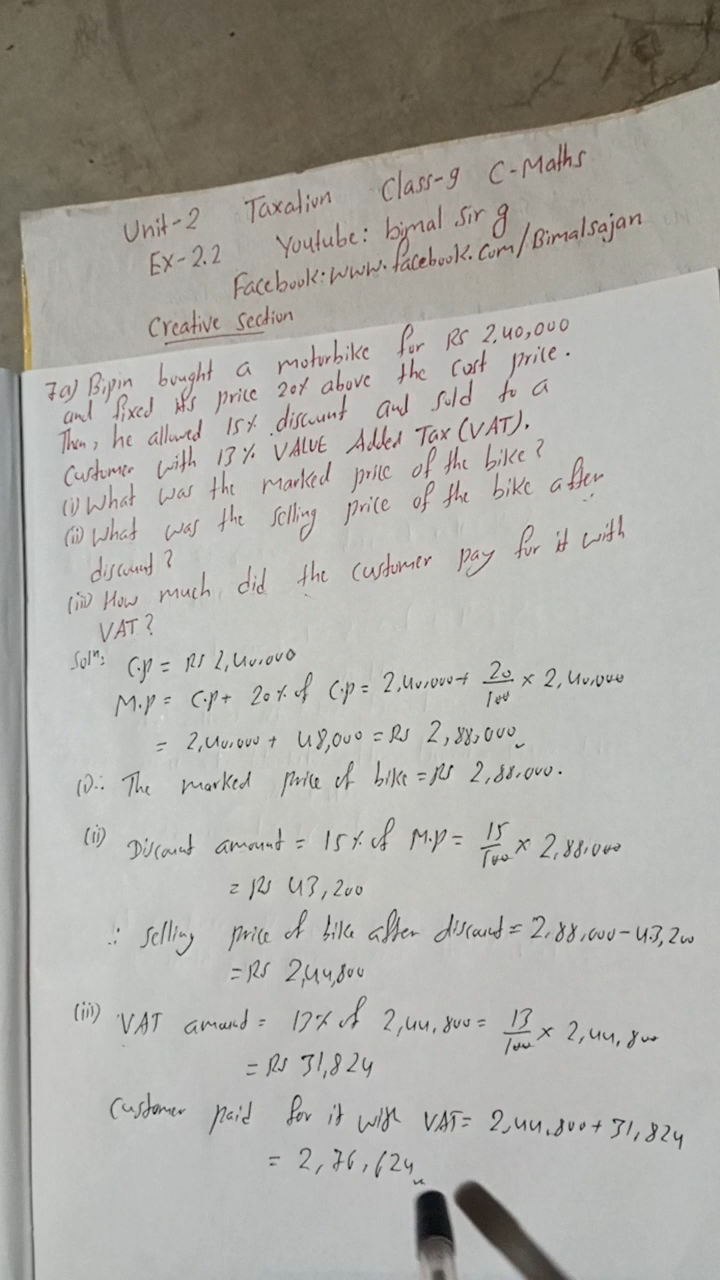 Unit-2 Taxation Class-9 C-Maths
Ex-2.2 Youtube: bimal sir g
Facebook: www.facebook.com/Bimalsajan
Creative section
7a) Bipin bought a motorbike for Rs 2,40,000
and fixed its price 20% above the cost price.
Then, he allowed 15% discount and sold to a
customer with 13% VALUE Added Tax (VAT).
(i) What was the marked price of the bike?
(ii) What was the selling price of the bike after
discount?
(iii) How much did the customer pay for it with
VAT?
Solⁿ: C.P = Rs 2,40,000
M.P = C.P + 20% of C.P = 2,40,000 + 20/100 × 2,40,000
= 2,40,000 + 48,000 = Rs 2,88,000
(i) ∴ The marked price of bike = Rs 2,88,000.
(ii) Discount amount = 15% of M.P = 15/100 × 2,88,000
= Rs 43,200
∴ Selling price of bike after discount = 2,88,000 - 43,200
= Rs 2,44,800
(iii) VAT amount = 13% of 2,44,800 = 13/100 × 2,44,800
= Rs 31,824
Customer paid for it with VAT = 2,44,800 + 31,824
= 2,76,624